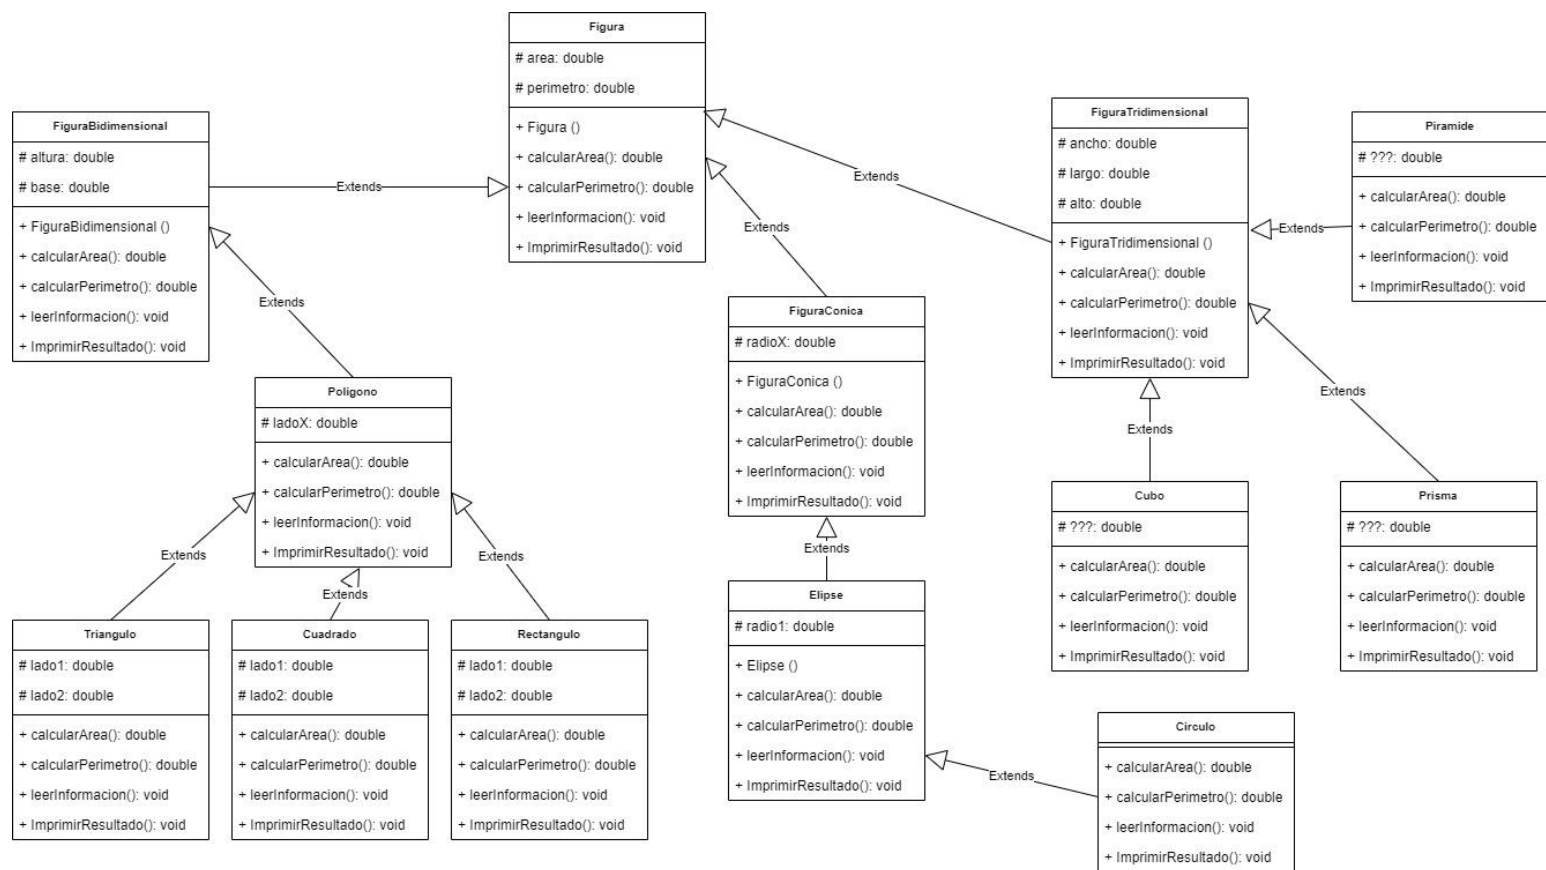 Figura
# area: double
# perimetro: double
+ Figura ()
+ calcularArea(): double
+ calcularPerimetro(): double
+ leerInformacion(): void
+ ImprimirResultado(): void
FiguraBidimensional
# altura: double
# base: double
+ FiguraBidimensional ()
+ calcularArea(): double
+ calcularPerimetro(): double
+ leerInformacion(): void
+ ImprimirResultado(): void
Extends
Extends
Extends
FiguraTridimensional
# ancho: double
# largo: double
# alto: double
+ FiguraTridimensional ()
+ calcularArea(): double
+ calcularPerimetro(): double
+ leerInformacion(): void
+ ImprimirResultado(): void
Extends
Piramide
# ???: double
+ calcularArea(): double
+ calcularPerimetro(): double
+ leerInformacion(): void
+ ImprimirResultado(): void
Extends
Poligono
# ladoX: double
+ calcularArea(): double
+ calcularPerimetro(): double
+ leerInformacion(): void
+ ImprimirResultado(): void
FiguraConica
# radioX: double
+ FiguraConica ()
+ calcularArea(): double
+ calcularPerimetro(): double
+ leerInformacion(): void
+ ImprimirResultado(): void
Extends
Extends
Cubo
# ???: double
+ calcularArea(): double
+ calcularPerimetro(): double
+ leerInformacion(): void
+ ImprimirResultado(): void
Prisma
# ???: double
+ calcularArea(): double
+ calcularPerimetro(): double
+ leerInformacion(): void
+ ImprimirResultado(): void
Extends
Extends
Extends
Extends
Triangulo
# lado1: double
# lado2: double
+ calcularArea(): double
+ calcularPerimetro(): double
+ leerInformacion(): void
+ ImprimirResultado(): void
Cuadrado
# lado1: double
# lado2: double
+ calcularArea(): double
+ calcularPerimetro(): double
+ leerInformacion(): void
+ ImprimirResultado(): void
Rectangulo
# lado1: double
# lado2: double
+ calcularArea(): double
+ calcularPerimetro(): double
+ leerInformacion(): void
+ ImprimirResultado(): void
Elipse
# radio1: double
+ Elipse ()
+ calcularArea(): double
+ calcularPerimetro(): double
+ leerInformacion(): void
+ ImprimirResultado(): void
Extends
Circulo
+ calcularArea(): double
+ calcularPerimetro(): double
+ leerInformacion(): void
+ ImprimirResultado(): void